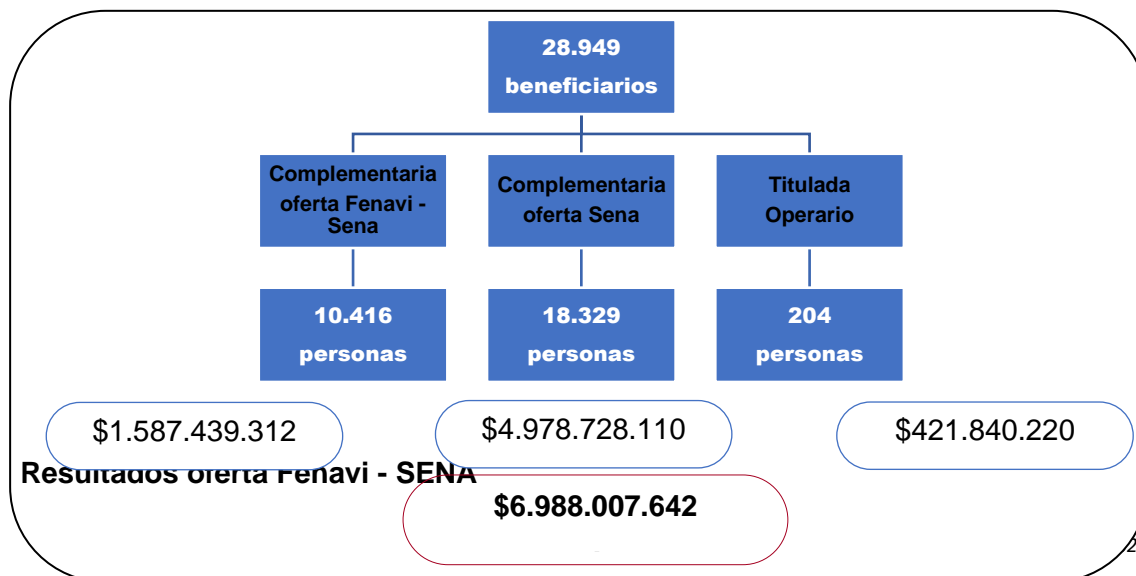 28.949
beneficiarios
Complementaria
oferta Fenavi -
Sena
Complementaria
oferta Sena
Titulada
Operario
10.416
personas
18.329
personas
204
personas
$1.587.439.312
$4.978.728.110
$421.840.220
Resultados oferta Fenavi - SENA
$6.988.007.642
2